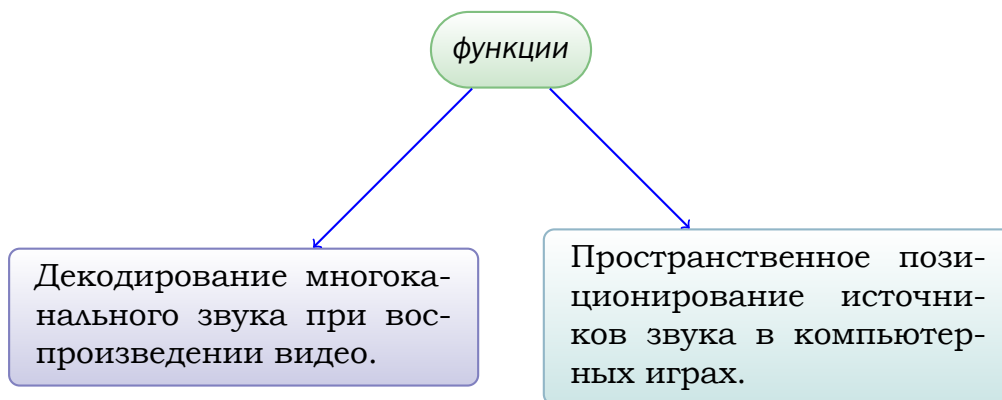 функции
Декодирование многока-
нального звука при вос-
произведении видео.
Пространственное пози-
ционирование источни-
ков звука в компьютер-
ных играх.